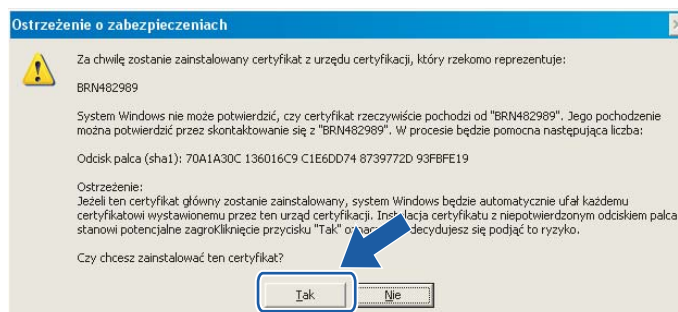 Ostrzeżenie o zabezpieczeniach
Za chwilę zostanie zainstalowany certyfikat z urzędu certyfikacji, który rzekomo reprezentuje:
BRN482989
System Windows nie może potwierdzić, czy certyfikat rzeczywiście pochodzi od "BRN482989". Jego pochodzenie
można potwierdzić przez skontaktowanie się z "BRN482989". W procesie będzie pomocna następująca liczba:
Odcisk palca (sha1): 70A1A30C 136016C9 C1E6DD74 8739772D 93FBFE19
Ostrzeżenie:
Jeżeli ten certyfikat główny zostanie zainstalowany, system Windows będzie automatycznie ufał każdemu
certyfikatowi wystawionemu przez ten urząd certyfikacji. Instalacja certyfikatu z niepotwierdzonym odciskiem palca
stanowi potencjalne zagroKliknięcie przycisku "Tak" decydujesz się podjąć to ryzyko.
Czy chcesz zainstalować ten certyfikat?
Tak Nie